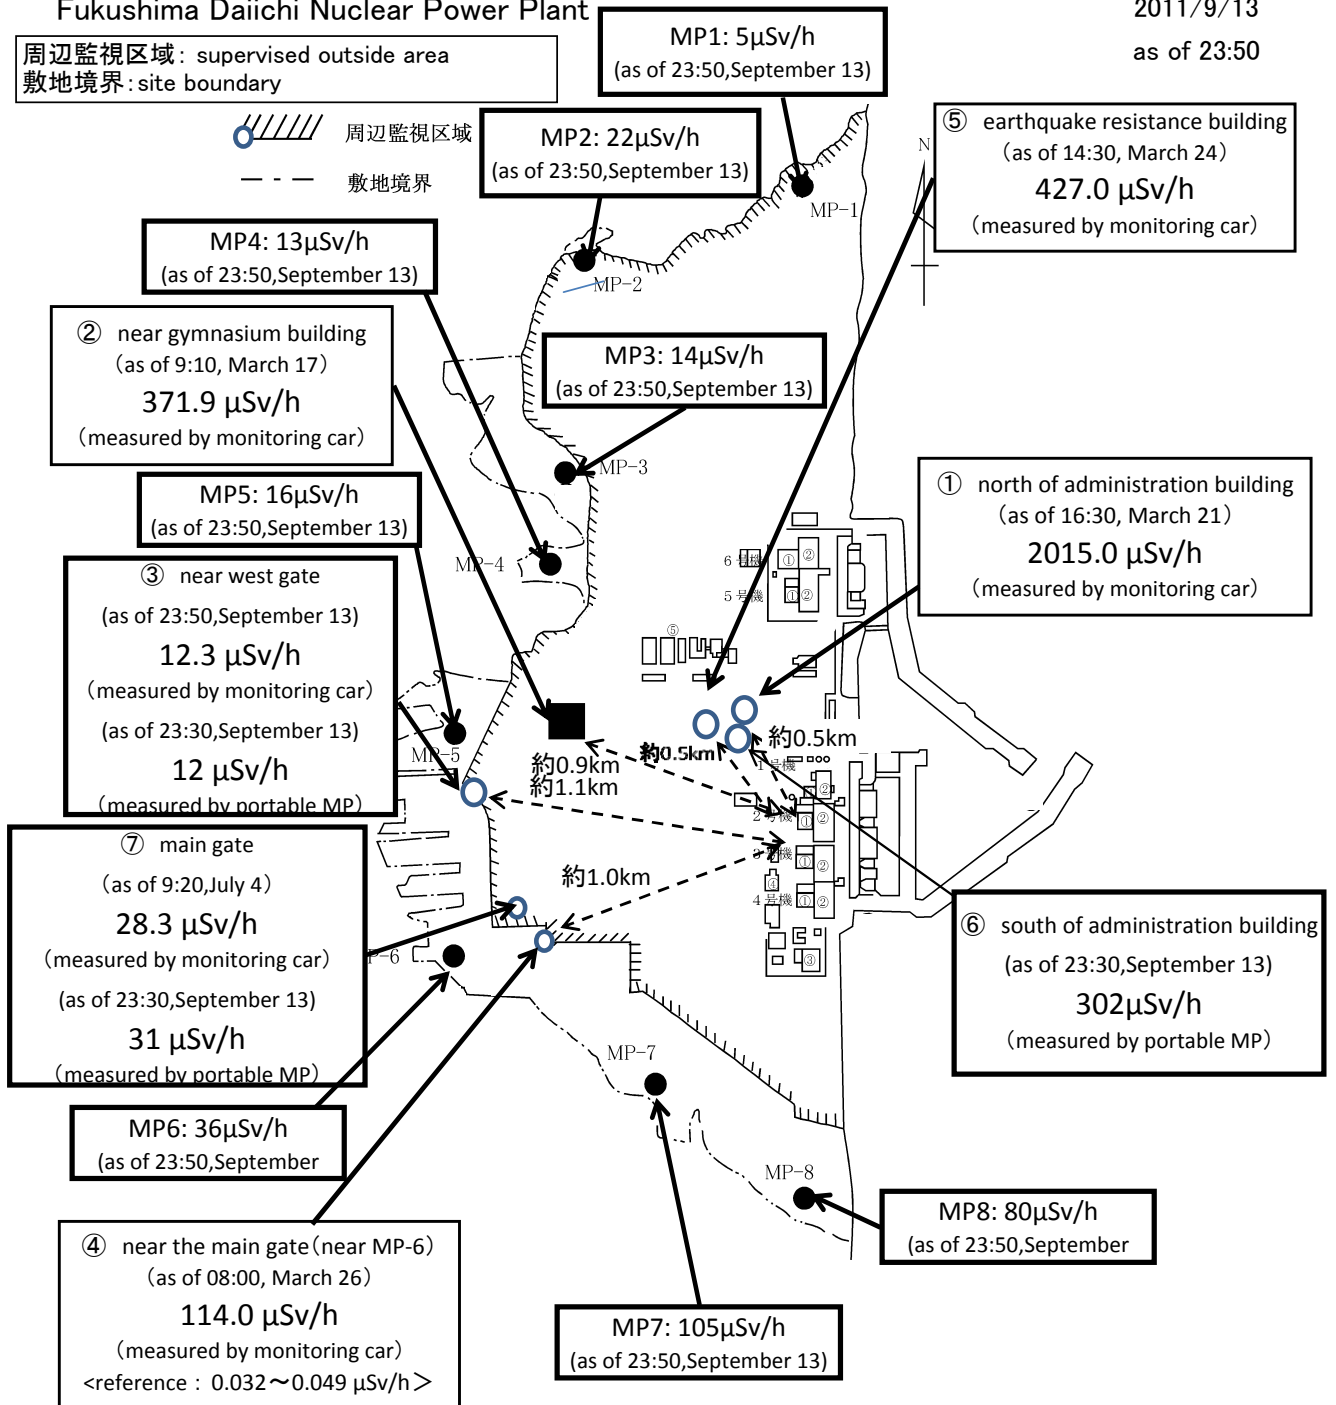 Fukushima Daiichi Nuclear Power Plant
2011/9/13
as of 23:50
周辺監視区域: supervised outside area
敷地境界:site boundary
周辺監視区域
敷地境界
MP1: 5μSv/h
(as of 23:50,September 13)
MP2: 22μSv/h
(as of 23:50,September 13)
⑤ earthquake resistance building
(as of 14:30, March 24)
427.0 μSv/h
(measured by monitoring car)
N
MP-1
MP4: 13μSv/h
(as of 23:50,September 13)
MP-2
② near gymnasium building
(as of 9:10, March 17)
371.9 μSv/h
(measured by monitoring car)
MP3: 14μSv/h
(as of 23:50,September 13)
MP-3
MP5: 16μSv/h
(as of 23:50,September 13)
① north of administration building
(as of 16:30, March 21)
2015.0 μSv/h
(measured by monitoring car)
MP-4
③ near west gate
(as of 23:50,September 13)
12.3 μSv/h
(measured by monitoring car)
(as of 23:30,September 13)
12 μSv/h
(measured by portable MP)
6号機
① ②
5号機
① ②
⑤
MP-5
約0.9km
約1.1km
約0.5km
約0.5km
1号機
②
2号機
① ②
3号機
① ②
④
4号機
① ②
③
約1.0km
⑦ main gate
(as of 9:20,July 4)
28.3 μSv/h
(measured by monitoring car)
(as of 23:30,September 13)
31 μSv/h
(measured by portable MP)
P-6
⑥ south of administration building
(as of 23:30,September 13)
302μSv/h
(measured by portable MP)
MP-7
MP6: 36μSv/h
(as of 23:50,September
MP-8
MP8: 80μSv/h
(as of 23:50,September
④ near the main gate(near MP-6)
(as of 08:00, March 26)
114.0 μSv/h
(measured by monitoring car)
<reference : 0.032~0.049 μSv/h>
MP7: 105μSv/h
(as of 23:50,September 13)